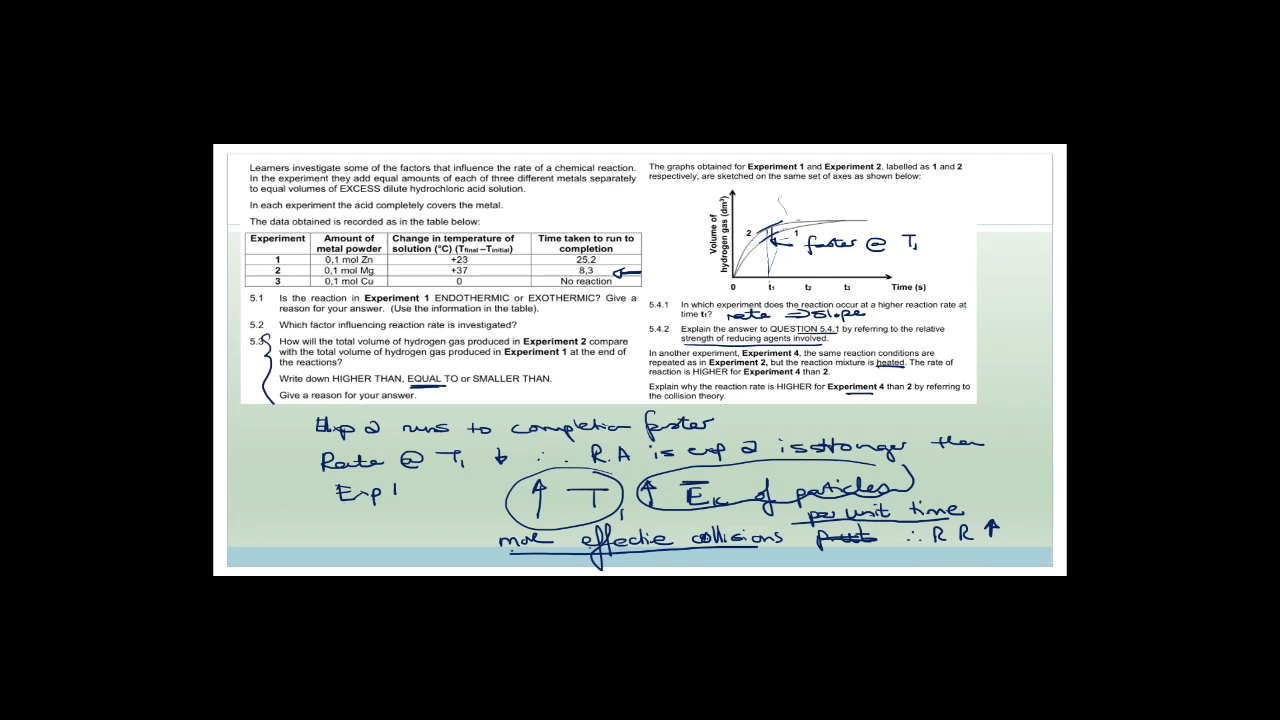 Learners investigate some of the factors that influence the rate of a chemical reaction.
In the experiment they add equal amounts of each of three different metals separately
to equal volumes of EXCESS dilute hydrochloric acid solution.
In each experiment the acid completely covers the metal.
The data obtained is recorded as in the table below:
Experiment Amount of metal powder Change in temperature of solution (°C) (Tfinal –Tinitial) Time taken to run to completion
1 0,1 mol Zn +23 25,2
2 0,1 mol Mg +37 8,3
3 0,1 mol Cu 0 No reaction
5.1 Is the reaction in Experiment 1 ENDOTHERMIC or EXOTHERMIC? Give a
reason for your answer. (Use the information in the table).
5.2 Which factor influencing reaction rate is investigated?
5.3 How will the total volume of hydrogen gas produced in Experiment 2 compare
with the total volume of hydrogen gas produced in Experiment 1 at the end of
the reactions?
Write down HIGHER THAN, EQUAL TO or SMALLER THAN.
Give a reason for your answer.
The graphs obtained for Experiment 1 and Experiment 2, labelled as 1 and 2
respectively, are sketched on the same set of axes as shown below:
Volume of
hydrogen gas (dm³)
2 1
faster @ T1
0 t1 t2 t3 Time (s)
5.4.1 In which experiment does the reaction occur at a higher reaction rate at
time t1? rate ⇒ slope
5.4.2 Explain the answer to QUESTION 5.4.1 by referring to the relative
strength of reducing agents involved.
In another experiment, Experiment 4, the same reaction conditions are
repeated as in Experiment 2, but the reaction mixture is heated. The rate of
reaction is HIGHER for Experiment 4 than 2.
Explain why the reaction rate is HIGHER for Experiment 4 than 2 by referring to
the collision theory.
Exp 2 runs to completion faster
Rate @ T1 ↓ ∴ R.A is exp 2 is stronger then
Exp 1
↑ T, ↑ Ek of particles
per unit time
more effective collisions ∴ R R ↑